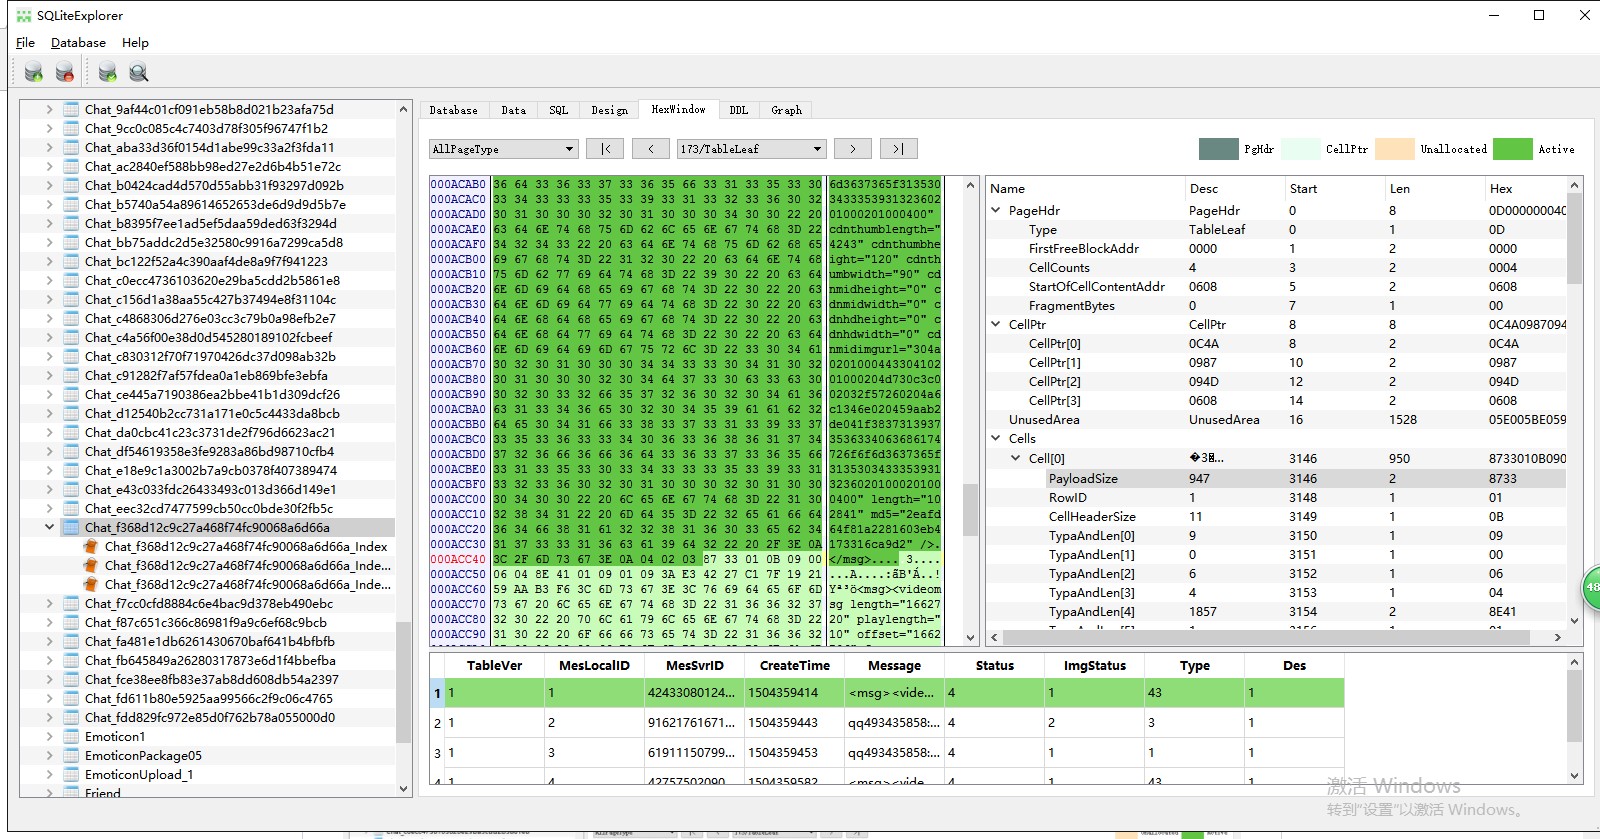 SQLiteExplorer
File Database Help
Chat_9af44c01cf091eb58b8d021b23afa75d
Chat_9cc0c085c4c7403d78f305f96747f1b2
Chat_aba33d36f0154d1abe99c33a2f3fda11
Chat_ac2840ef588bb98ed27e2d6b4b51e72c
Chat_b0424cad4d570d55abb31f93297d092b
Chat_b5740a54a89614652653de6d9d9d5b7e
Chat_b8395f7ee1ad5ef5daa59ded63f3294d
Chat_bb75addc2d5e32580c9916a7299ca5d8
Chat_bc122f52a4c390aaf4de8a9f7f941223
Chat_c0ecc4736103620e29ba5cdd2b5861e8
Chat_c156d1a38aa55c427b37494e8f31104c
Chat_c4868306d276e03cc3c79b0a98efb2e7
Chat_c4a56f00e38d0d545280189102fcbeef
Chat_c830312f70f71970426dc37d098ab32b
Chat_c91282f7af57fdea0a1eb869bfe3ebfa
Chat_ce445a7190386ea2bbe41b1d309dcf26
Chat_d12540b2cc731a171e0c5c4433da8bcb
Chat_da0cbc41c23c3731de2f796d6623ac21
Chat_df54619358e3fe9283a86bd98710cfb4
Chat_e18e9c1a3002b7a9cb0378f407389474
Chat_e43c033fdc26433493c013d366d149e1
Chat_eec32cd7477599cb50cc0bde30f2fb5c
Chat_f368d12c9c27a468f74fc90068a6d66a
Chat_f368d12c9c27a468f74fc90068a6d66a_Index
Chat_f368d12c9c27a468f74fc90068a6d66a_Inde...
Chat_f368d12c9c27a468f74fc90068a6d66a_Inde...
Chat_f7cc0cfd8884c6e4bac9d378eb490ebc
Chat_f87c651c366c86981f9a9c6ef68c9bcb
Chat_fa481e1db6261430670baf641b4bfbfb
Chat_fb645849a26280317873e6d1f4bbefba
Chat_fce38ee8fb83e37ab8dd608db54a2397
Chat_fd611b80e5925aa99566c2f9c06c4765
Chat_fdd829fc972e85d0f762b78a055000d0
Emoticon1
EmoticonPackage05
EmoticonUpload_1
Friend
Database Data SQL Design HexWindow DDL Graph
AllPageType |< < 173/TableLeaf > >| PgHdr CellPtr Unallocated Active
000ACAB0 36 64 33 36 33 37 33 36 35 66 33 31 33 35 33 30 6d3637365f313530
000ACAC0 33 34 33 33 35 33 39 33 31 33 32 33 36 30 32 3433353931323602
000ACAD0 30 31 30 30 30 32 30 31 30 30 30 34 30 30 22 20 01000201000400"
000ACAE0 63 64 6E 74 68 75 6D 62 6C 65 6E 67 74 68 3D 22 cdnthumblength="
000ACAF0 34 32 34 33 22 20 63 64 6E 74 68 75 6D 62 68 65 4243" cdnthumbhe
000ACB00 69 67 68 74 3D 22 31 32 30 22 20 63 64 6E 74 68 ight="120" cdnth
000ACB10 75 6D 62 77 69 64 74 68 3D 22 39 30 22 20 63 64 umbwidth="90" cd
000ACB20 6E 6D 69 64 68 65 69 67 68 74 3D 22 30 22 20 63 nmidheight="0" c
000ACB30 64 6E 6D 69 64 77 69 64 74 68 3D 22 30 22 20 63 dnmidwidth="0" c
000ACB40 64 6E 68 64 68 65 69 67 68 74 3D 22 30 22 20 63 dnhdheight="0" c
000ACB50 64 6E 68 64 77 69 64 74 68 3D 22 30 22 20 63 64 dnhdwidth="0" cd
000ACB60 6E 6D 69 64 69 6D 67 75 72 6C 3D 22 33 30 34 61 nmidimgurl="304a
000ACB70 30 32 30 31 30 30 30 34 34 33 33 30 34 31 30 32 0201000443304102
000ACB80 30 31 30 30 30 32 30 34 64 37 33 30 63 33 63 30 01000204d730c3c0
000ACB90 30 32 30 33 32 66 35 37 32 36 30 32 30 34 61 36 02032f57260204a6
000ACBA0 63 31 33 34 36 65 30 32 30 34 35 39 61 61 62 32 c1346e020459aab2
000ACBB0 64 65 30 34 31 66 33 38 33 37 33 31 33 39 33 37 de041f3837313937
000ACBC0 33 35 33 36 33 33 34 30 36 33 36 38 36 31 37 34 3536334063686174
000ACBD0 37 32 36 66 36 66 36 64 33 36 33 37 33 36 35 66 726f6f6d3637365f
000ACBE0 33 31 33 35 33 30 33 34 33 33 33 35 33 39 33 31 3135303433353931
000ACBF0 33 32 33 36 30 32 30 31 30 30 30 32 30 31 30 30 3236020100020100
000ACC00 30 34 30 30 22 20 6C 65 6E 67 74 68 3D 22 31 30 0400" length="10
000ACC10 32 38 34 31 22 20 6D 64 35 3D 22 32 65 61 66 64 2841" md5="2eafd
000ACC20 36 34 66 38 31 61 32 32 38 31 36 30 33 65 62 34 64f81a2281603eb4
000ACC30 31 37 33 33 31 36 63 61 39 64 32 22 20 2F 3E 0A 173316ca9d2" />.
000ACC40 3C 2F 6D 73 67 3E 0A 04 02 03 87 33 01 0B 09 00 </msg>.... 3....
000ACC50 06 04 8E 41 01 09 01 09 3A E3 42 27 C1 7F 19 21 ...A....:ãB'Á..!
000ACC60 59 AA B3 F6 3C 6D 73 67 3E 3C 76 69 64 65 6F 6D Yª³ö<msg><videom
000ACC70 73 67 20 6C 65 6E 67 74 68 3D 22 31 36 36 32 37 sg length="16627
000ACC80 32 30 22 20 70 6C 61 79 6C 65 6E 67 74 68 3D 22 20" playlength="
000ACC90 31 30 22 20 6F 66 66 73 65 74 3D 22 31 36 36 32 10" offset="1662
Name Desc Start Len Hex
PageHdr PageHdr 0 8 0D000000040
Type TableLeaf 0 1 0D
FirstFreeBlockAddr 0000 1 2 0000
CellCounts 4 3 2 0004
StartOfCellContentAddr 0608 5 2 0608
FragmentBytes 0 7 1 00
CellPtr CellPtr 8 8 0C4A0987094
CellPtr[0] 0C4A 8 2 0C4A
CellPtr[1] 0987 10 2 0987
CellPtr[2] 094D 12 2 094D
CellPtr[3] 0608 14 2 0608
UnusedArea UnusedArea 16 1528 05E005BE059
Cells
Cell[0] 3146 950 8733010B090
PayloadSize 947 3146 2 8733
RowID 1 3148 1 01
CellHeaderSize 11 3149 1 0B
TypaAndLen[0] 9 3150 1 09
TypaAndLen[1] 0 3151 1 00
TypaAndLen[2] 6 3152 1 06
TypaAndLen[3] 4 3153 1 04
TypaAndLen[4] 1857 3154 2 8E41
TableVer MesLocalID MesSvrID CreateTime Message Status ImgStatus Type Des
1 1 1 42433080124... 1504359414 <msg><vide... 4 1 43 1
2 1 2 91621761671... 1504359443 qq493435858:... 4 2 3 1
3 1 3 61911150799... 1504359453 qq493435858:... 4 1 1 1
4 1 4 42757502090... 1504359582 <msg><vide... 4 1 43 1
激活 Windows
转到"设置"以激活 Windows。
48